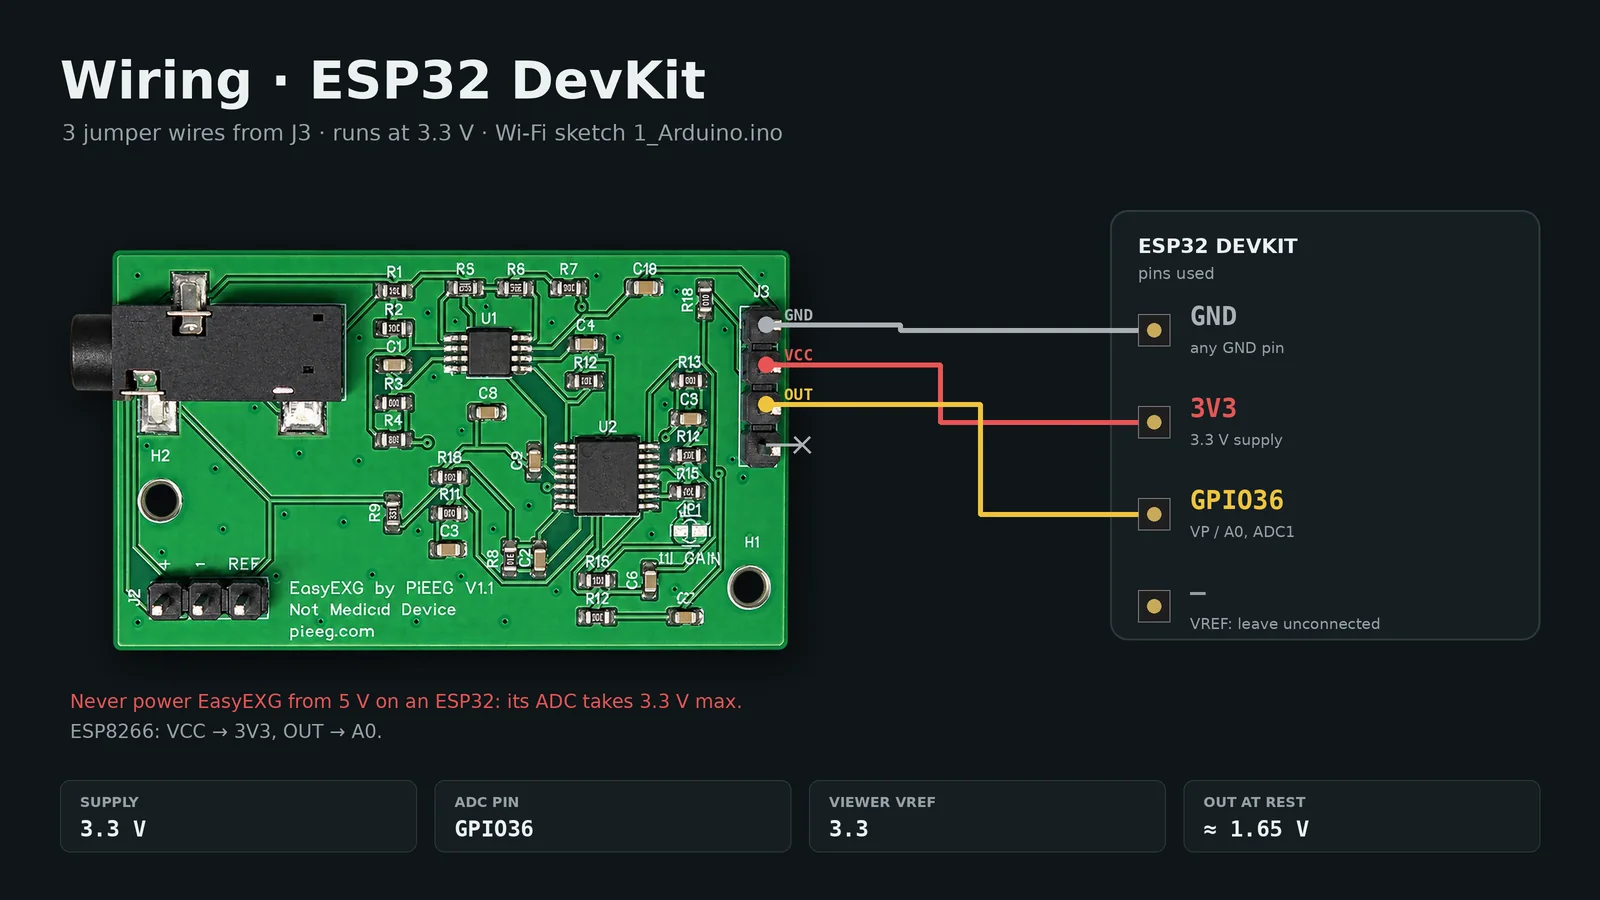 Wiring · ESP32 DevKit
3 jumper wires from J3 · runs at 3.3 V · Wi-Fi sketch 1_Arduino.ino
R1
R5
R6
R7
C18
R18
J3
R2
U1
C4
C1
R12
R13
R3
C8
C3
R4
U2
R12
H2
R18
C9
R15
R11
R9
JP1
C3
R8
C2
GAIN
H1
R15
C6
R12
J2
+
REF
EasyEXG by PiEEG V1.1
Not Medicid Device
pieeg.com
GND
VCC
OUT
ESP32 DEVKIT
pins used
GND
any GND pin
3V3
3.3 V supply
GPIO36
VP / A0, ADC1
—
VREF: leave unconnected
Never power EasyEXG from 5 V on an ESP32: its ADC takes 3.3 V max.
ESP8266: VCC → 3V3, OUT → A0.
SUPPLY
3.3 V
ADC PIN
GPIO36
VIEWER VREF
3.3
OUT AT REST
≈ 1.65 V